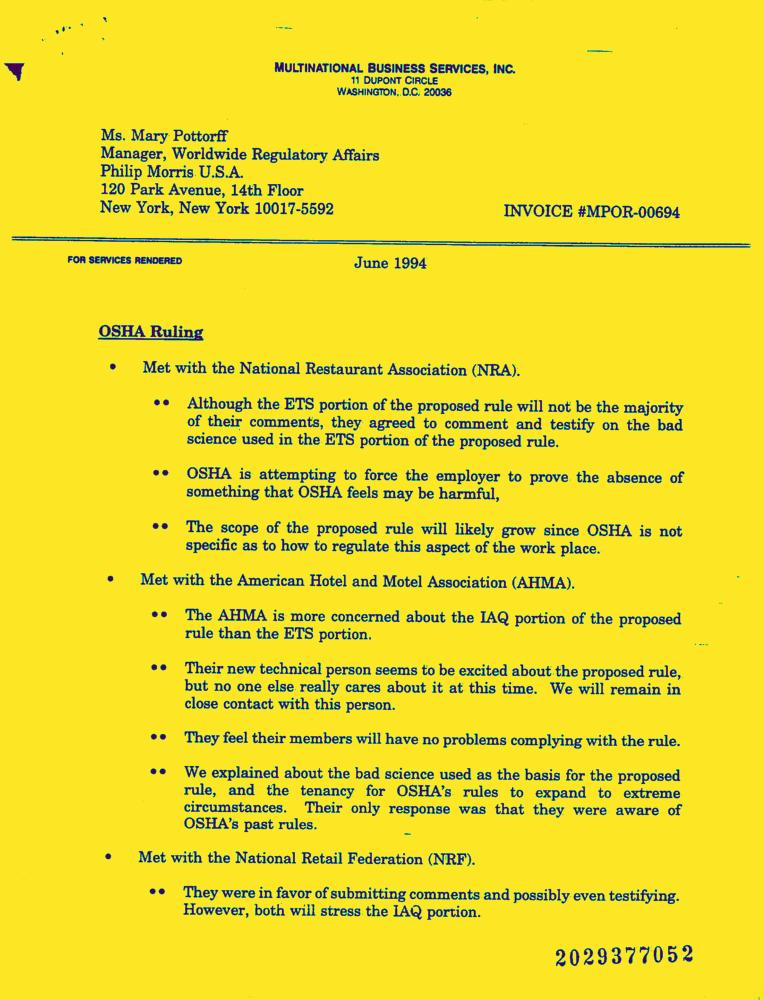 MULTINATIONAL BUSINESS SERVICES, INC.
11 DUPONT CIRCLE
WASHINGTON, D.C. 20036
Ms. Mary Pottorff
Manager, Worldwide Regulatory Affairs
Philip Morris U.S.A.
120 Park Avenue, 14th Floor
New York, New York 10017-5592
INVOICE #MPOR-00694
FOR SERVICES RENDERED
June 1994
OSHA Ruling
• Met with the National Restaurant Association (NRA).
•• Although the ETS portion of the proposed rule will not be the majority
of their comments, they agreed to comment and testify on the bad
science used in the ETS portion of the proposed rule.
•• OSHA is attempting to force the employer to prove the absence of
something that OSHA feels may be harmful,
•• The scope of the proposed rule will likely grow since OSHA is not
specific as to how to regulate this aspect of the work place.
• Met with the American Hotel and Motel Association (AHMA).
•• The AHMA is more concerned about the IAQ portion of the proposed
rule than the ETS portion.
•• Their new technical person seems to be excited about the proposed rule,
but no one else really cares about it at this time. We will remain in
close contact with this person.
•• They feel their members will have no problems complying with the rule.
•• We explained about the bad science used as the basis for the proposed
rule, and the tenancy for OSHA's rules to expand to extreme
circumstances. Their only response was that they were aware of
OSHA's past rules.
• Met with the National Retail Federation (NRF).
•• They were in favor of submitting comments and possibly even testifying.
However, both will stress the IAQ portion.
2029377052